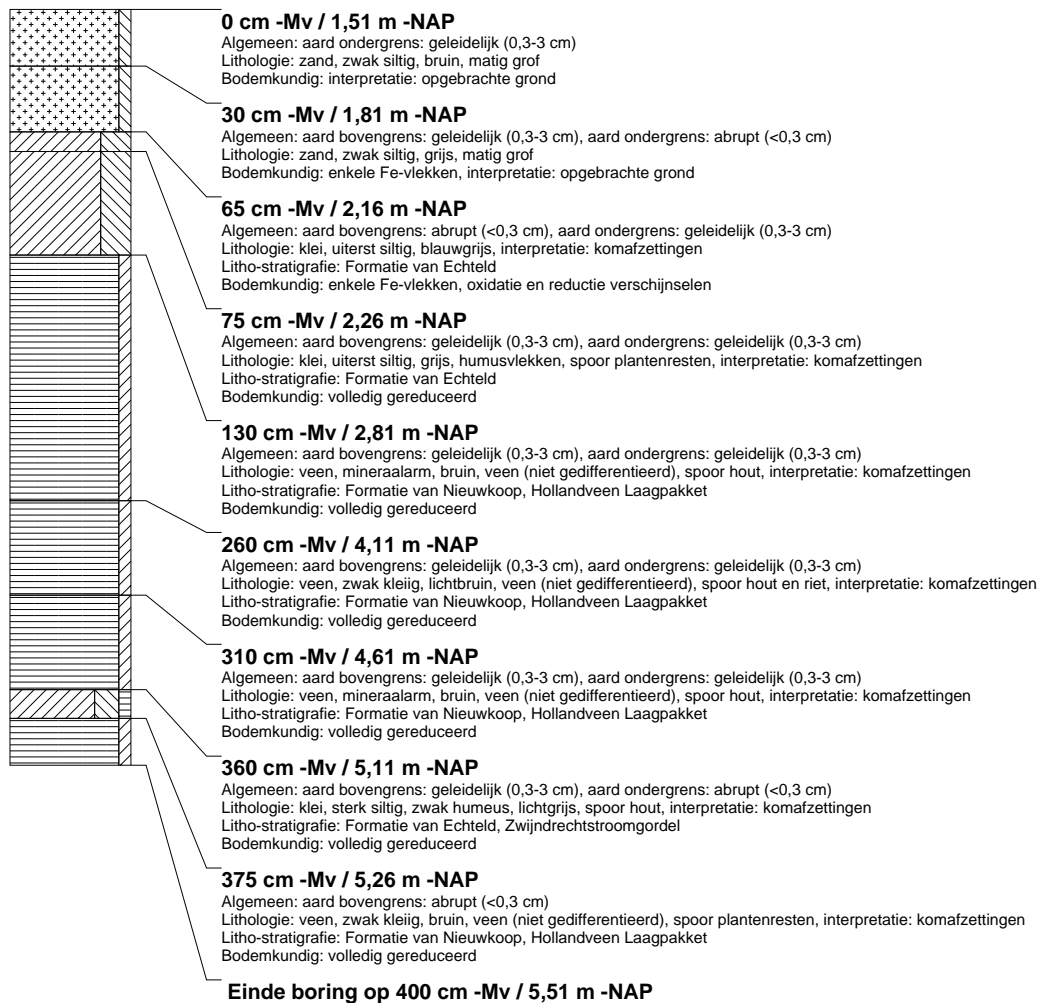 0 cm -Mv / 1,51 m -NAP
Algemeen: aard ondergrens: geleidelijk (0,3-3 cm)
Lithologie: zand, zwak siltig, bruin, matig grof
Bodemkundig: interpretatie: opgebrachte grond
30 cm -Mv / 1,81 m -NAP
Algemeen: aard bovengrens: geleidelijk (0,3-3 cm), aard ondergrens: abrupt (<0,3 cm)
Lithologie: zand, zwak siltig, grijs, matig grof
Bodemkundig: enkele Fe-vlekken, interpretatie: opgebrachte grond
65 cm -Mv / 2,16 m -NAP
Algemeen: aard bovengrens: abrupt (<0,3 cm), aard ondergrens: geleidelijk (0,3-3 cm)
Lithologie: klei, uiterst siltig, blauwgrijs, interpretatie: komafzettingen
Litho-stratigrafie: Formatie van Echteld
Bodemkundig: enkele Fe-vlekken, oxidatie en reductie verschijnselen
75 cm -Mv / 2,26 m -NAP
Algemeen: aard bovengrens: geleidelijk (0,3-3 cm), aard ondergrens: geleidelijk (0,3-3 cm)
Lithologie: klei, uiterst siltig, grijs, humusvlekken, spoor plantenresten, interpretatie: komafzettingen
Litho-stratigrafie: Formatie van Echteld
Bodemkundig: volledig gereduceerd
130 cm -Mv / 2,81 m -NAP
Algemeen: aard bovengrens: geleidelijk (0,3-3 cm), aard ondergrens: geleidelijk (0,3-3 cm)
Lithologie: veen, mineraalarm, bruin, veen (niet gedifferentieerd), spoor hout, interpretatie: komafzettingen
Litho-stratigrafie: Formatie van Nieuwkoop, Hollandveen Laagpakket
Bodemkundig: volledig gereduceerd
260 cm -Mv / 4,11 m -NAP
Algemeen: aard bovengrens: geleidelijk (0,3-3 cm), aard ondergrens: geleidelijk (0,3-3 cm)
Lithologie: veen, zwak kleiig, lichtbruin, veen (niet gedifferentieerd), spoor hout en riet, interpretatie: komafzettingen
Litho-stratigrafie: Formatie van Nieuwkoop, Hollandveen Laagpakket
Bodemkundig: volledig gereduceerd
310 cm -Mv / 4,61 m -NAP
Algemeen: aard bovengrens: geleidelijk (0,3-3 cm), aard ondergrens: geleidelijk (0,3-3 cm)
Lithologie: veen, mineraalarm, bruin, veen (niet gedifferentieerd), spoor hout, interpretatie: komafzettingen
Litho-stratigrafie: Formatie van Nieuwkoop, Hollandveen Laagpakket
Bodemkundig: volledig gereduceerd
360 cm -Mv / 5,11 m -NAP
Algemeen: aard bovengrens: geleidelijk (0,3-3 cm), aard ondergrens: abrupt (<0,3 cm)
Lithologie: klei, sterk siltig, zwak humeus, lichtgrijs, spoor hout, interpretatie: komafzettingen
Litho-stratigrafie: Formatie van Echteld, Zwijndrechtstroomgordel
Bodemkundig: volledig gereduceerd
375 cm -Mv / 5,26 m -NAP
Algemeen: aard bovengrens: abrupt (<0,3 cm)
Lithologie: veen, zwak kleiig, bruin, veen (niet gedifferentieerd), spoor plantenresten, interpretatie: komafzettingen
Litho-stratigrafie: Formatie van Nieuwkoop, Hollandveen Laagpakket
Bodemkundig: volledig gereduceerd
Einde boring op 400 cm -Mv / 5,51 m -NAP